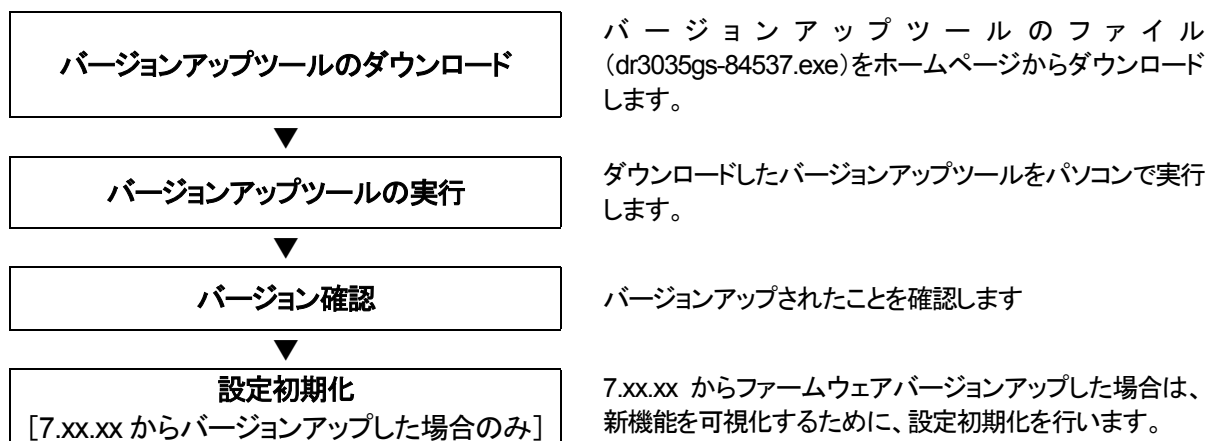 バージョンアップツールのダウンロード
バージョンアップツールのファイル
（dr3035gs-84537.exe）をホームページからダウンロード
します。
▼
バージョンアップツールの実行
ダウンロードしたバージョンアップツールをパソコンで実行
します。
▼
バージョン確認
バージョンアップされたことを確認します
▼
設定初期化
［7.xx.xx からバージョンアップした場合のみ］
7.xx.xx からファームウェアバージョンアップした場合は、
新機能を可視化するために、設定初期化を行います。